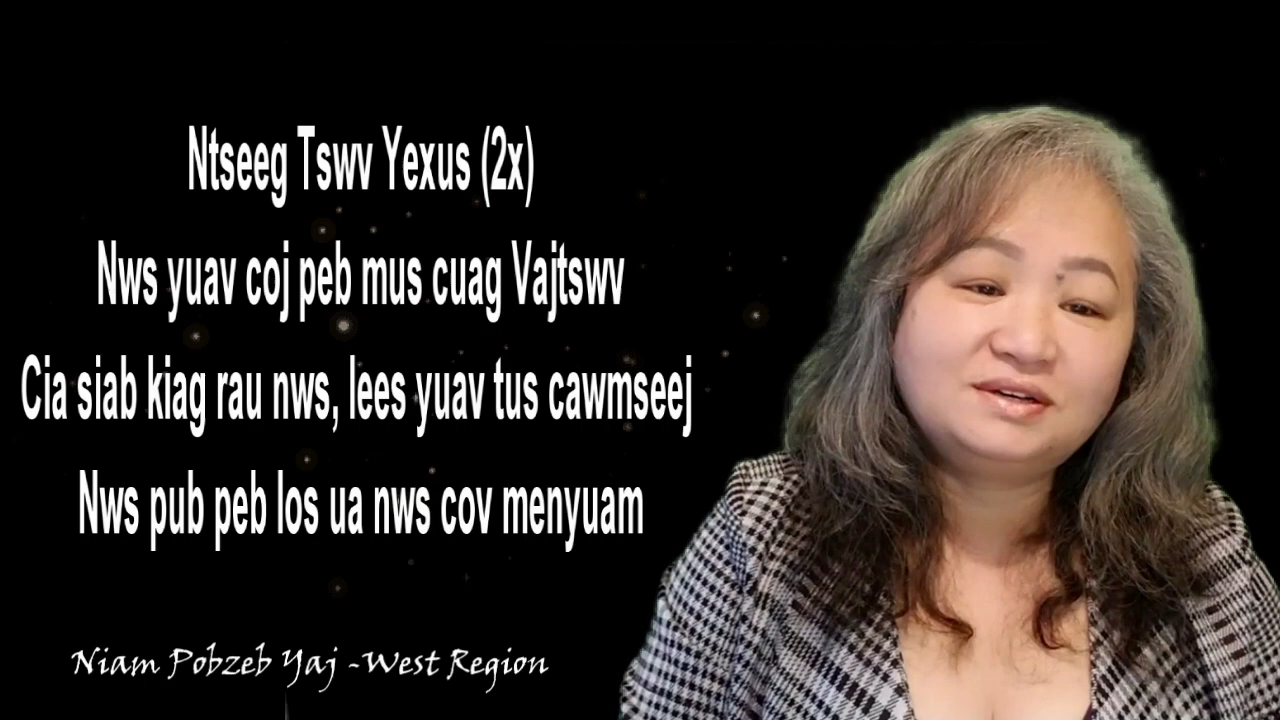 Ntseeg Tswv Yexus (2x)
Nws yuav coj peb mus cuag Vajtswv
Cia siab kiag rau nws, lees yuav tus cawmseej
Nws pub peb los ua nws cov menyuam
Niam Pobzeb Yaj -West Region